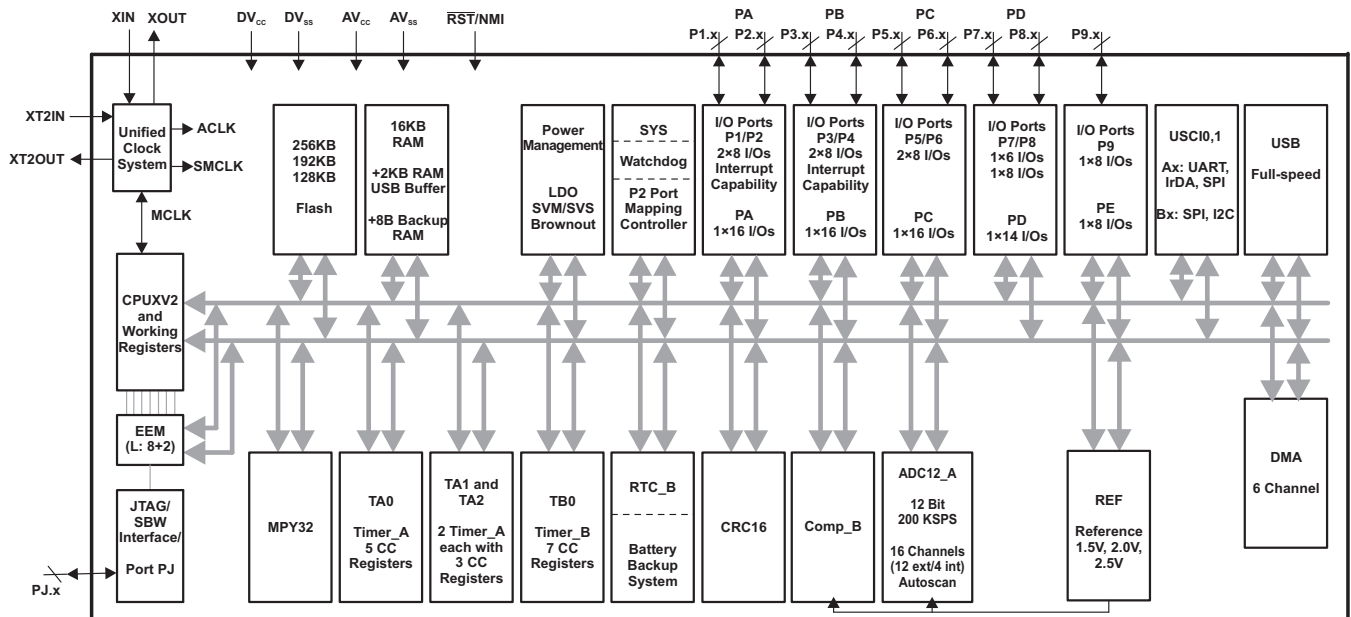 XIN
XOUT
DVCC
DVSS
AVCC
AVSS
RST/NMI
PA
P1.x
P2.x
PB
P3.x
P4.x
PC
P5.x
P6.x
PD
P7.x
P8.x
P9.x
XT2IN
XT2OUT
Unified
Clock
System
ACLK
SMCLK
MCLK
256KB
192KB
128KB
Flash
16KB
RAM
+2KB RAM
USB Buffer
+8B Backup
RAM
Power
Management
LDO
SVM/SVS
Brownout
SYS
Watchdog
P2 Port
Mapping
Controller
I/O Ports
P1/P2
2×8 I/Os
Interrupt
Capability
PA
1×16 I/Os
I/O Ports
P3/P4
2×8 I/Os
Interrupt
Capability
PB
1×16 I/Os
I/O Ports
P5/P6
2×8 I/Os
PC
1×16 I/Os
I/O Ports
P7/P8
1×6 I/Os
1×8 I/Os
PD
1×14 I/Os
I/O Ports
P9
1×8 I/Os
PE
1×8 I/Os
USCI0,1
Ax: UART,
IrDA, SPI
Bx: SPI, I2C
USB
Full-speed
CPUXV2
and
Working
Registers
EEM
(L: 8+2)
JTAG/
SBW
Interface/
Port PJ
PJ.x
MPY32
TA0
Timer_A
5 CC
Registers
TA1 and
TA2
2 Timer_A
each with
3 CC
Registers
TB0
Timer_B
7 CC
Registers
RTC_B
Battery
Backup
System
CRC16
Comp_B
ADC12_A
12 Bit
200 KSPS
16 Channels
(12 ext/4 int)
Autoscan
REF
Reference
1.5V, 2.0V,
2.5V
DMA
6 Channel